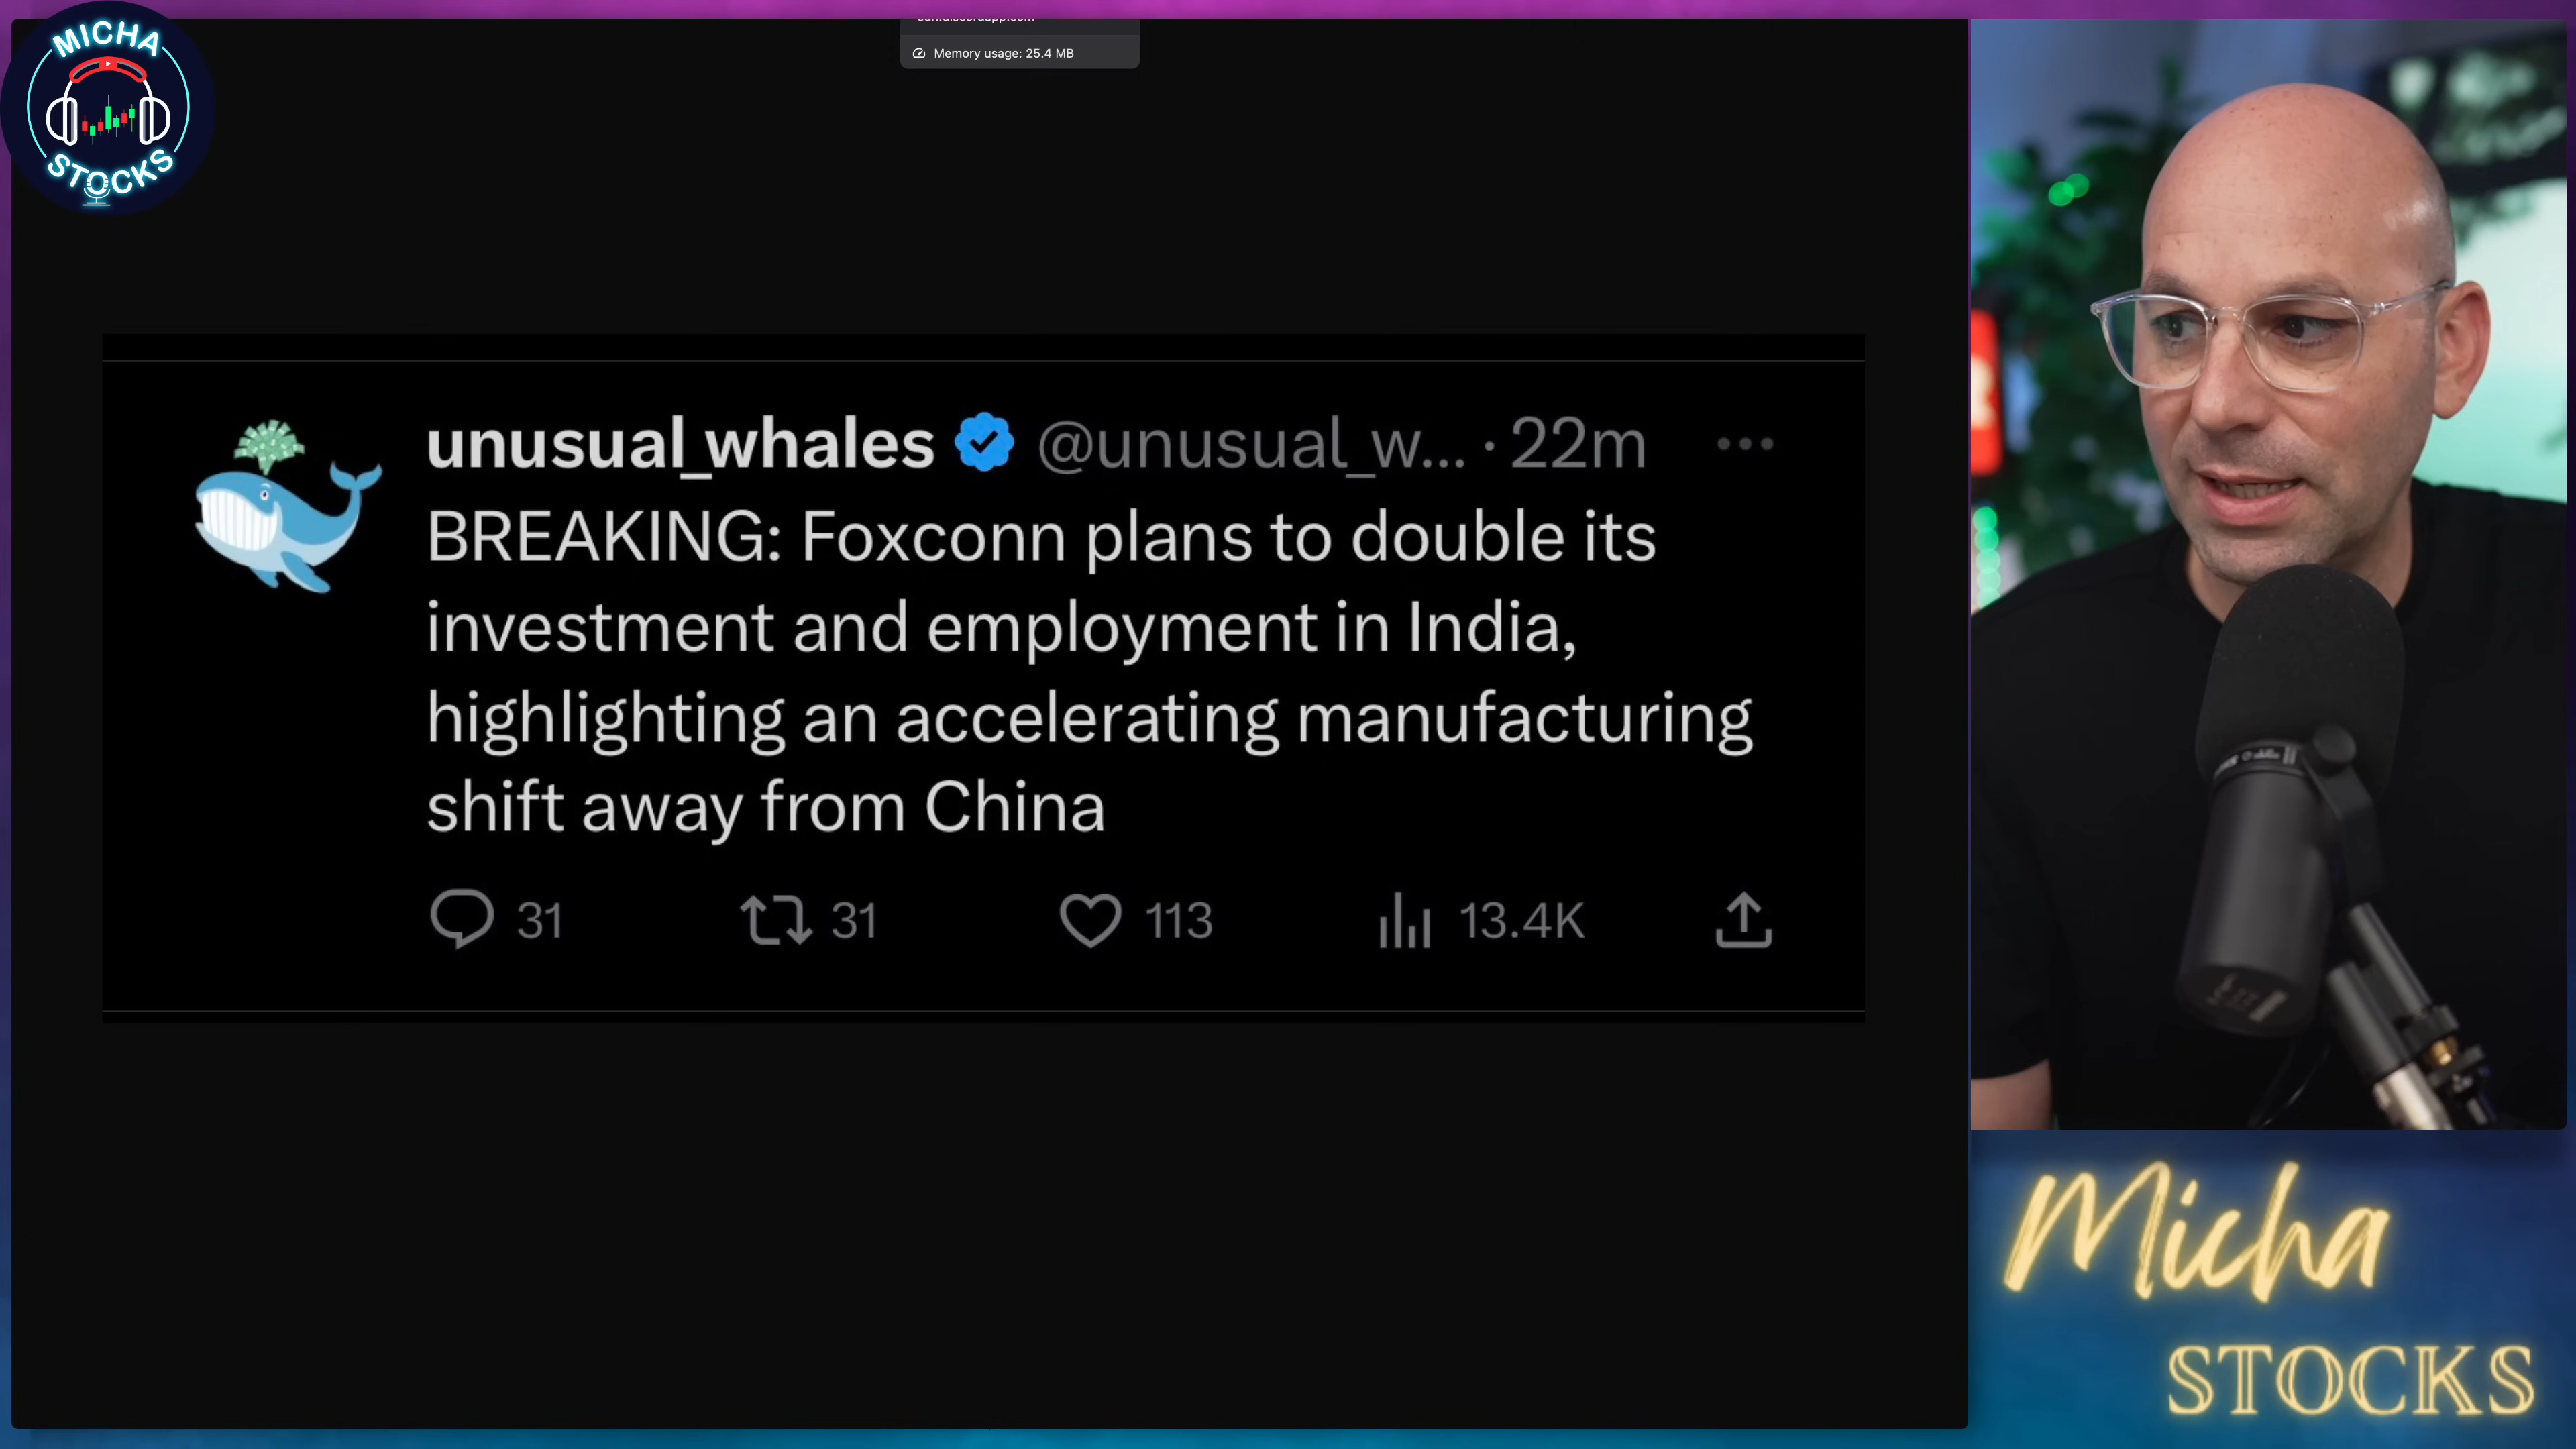 MICHA
STOCKS
Memory usage: 25.4 MB
unusual_whales @unusual_w... · 22m
BREAKING: Foxconn plans to double its
investment and employment in India,
highlighting an accelerating manufacturing
shift away from China
31 31 113 13.4K
Micha
STOCKS